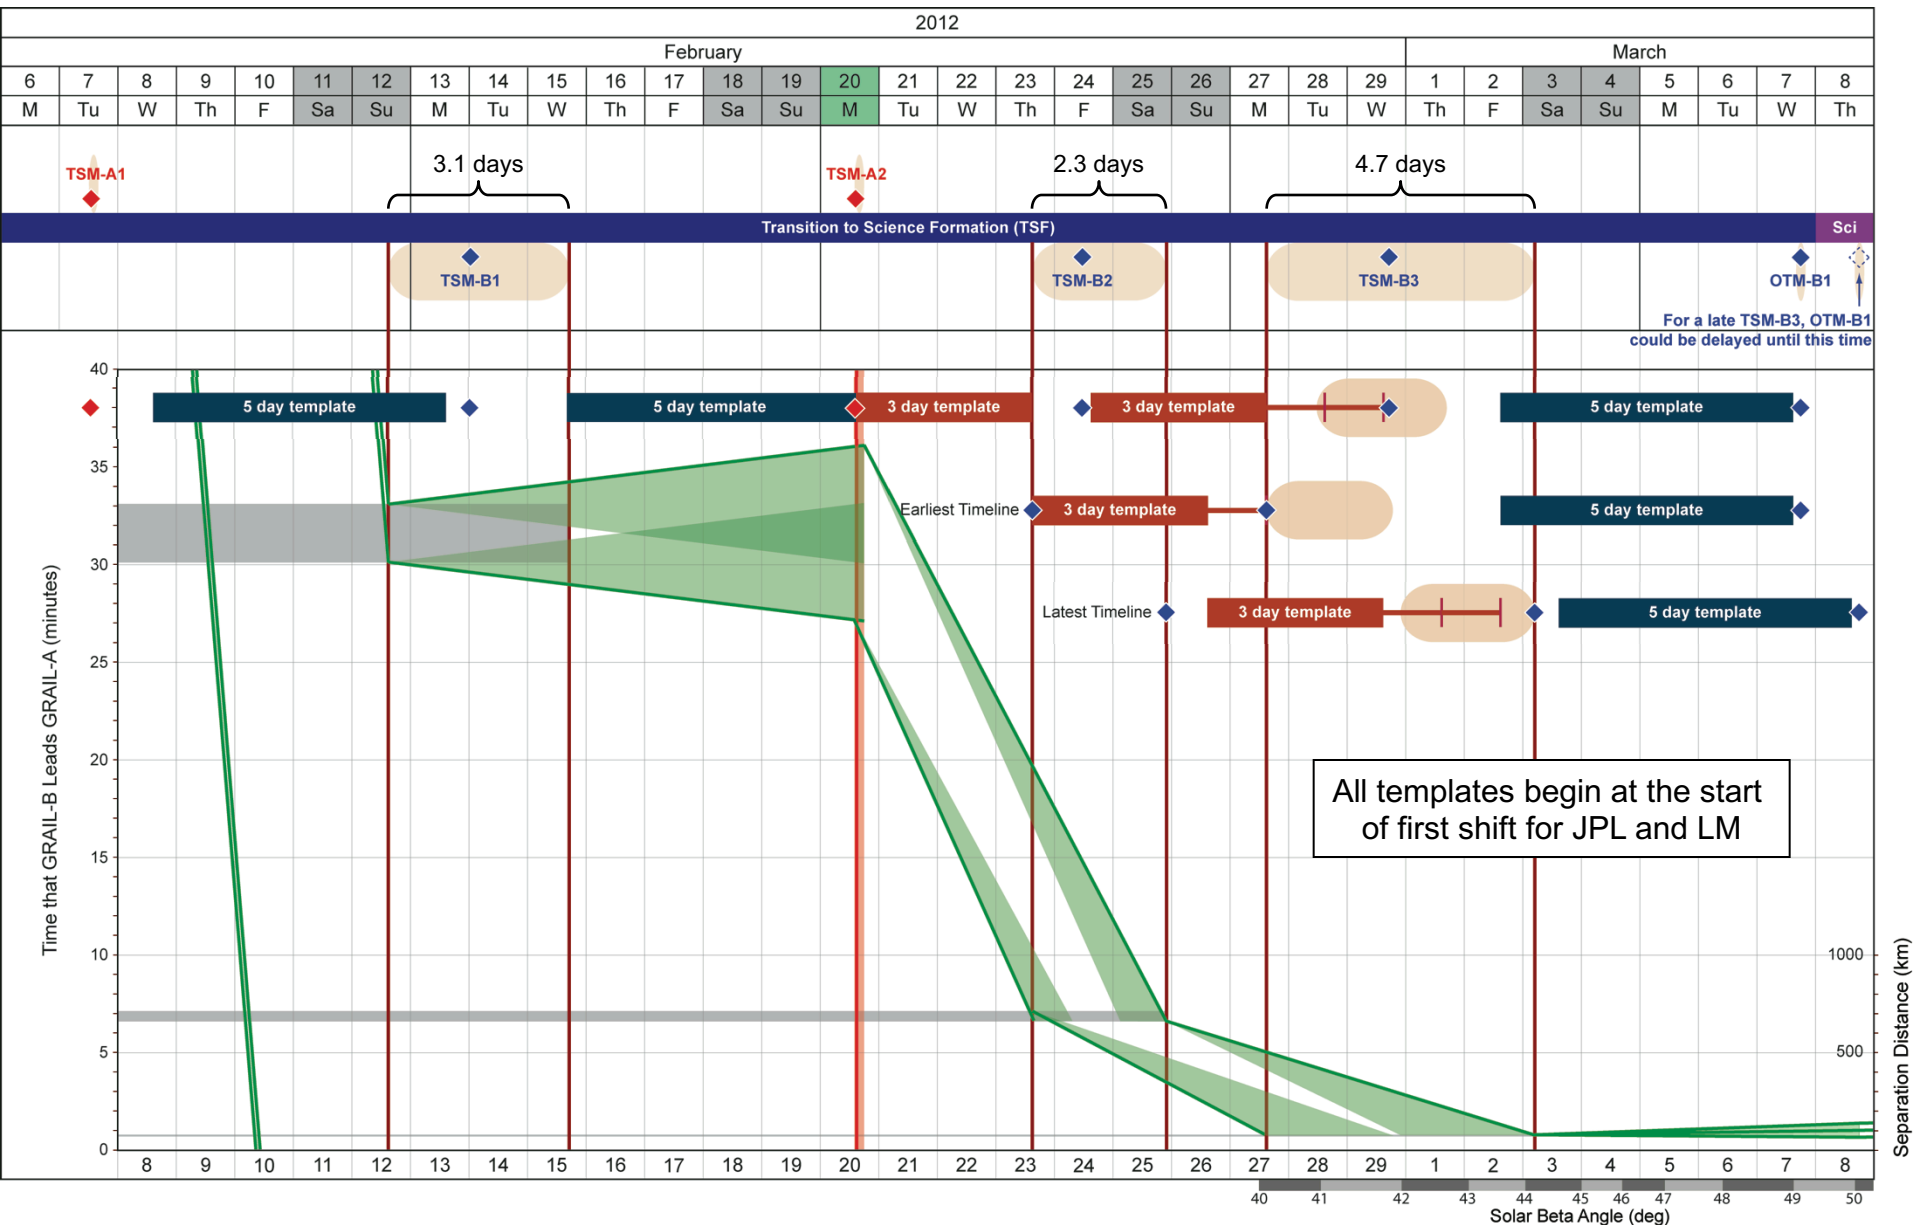 2012
February March
6 7 8 9 10 11 12 13 14 15 16 17 18 19 20 21 22 23 24 25 26 27 28 29 1 2 3 4 5 6 7 8
M Tu W Th F Sa Su M Tu W Th F Sa Su M Tu W Th F Sa Su M Tu W Th F Sa Su M Tu W Th
3.1 days 2.3 days 4.7 days
TSM-A1 TSM-A2
Transition to Science Formation (TSF) Sci
TSM-B1 TSM-B2 TSM-B3 OTM-B1
For a late TSM-B3, OTM-B1
could be delayed until this time
40
5 day template 5 day template 3 day template 3 day template 5 day template
35
Earliest Timeline 3 day template 5 day template
30
Latest Timeline 3 day template 5 day template
25
20
All templates begin at the start
of first shift for JPL and LM
15
10 1000
5 500
0
Time that GRAIL-B Leads GRAIL-A (minutes)
Separation Distance (km)
8 9 10 11 12 13 14 15 16 17 18 19 20 21 22 23 24 25 26 27 28 29 1 2 3 4 5 6 7 8
40 41 42 43 44 45 46 47 48 49 50
Solar Beta Angle (deg)